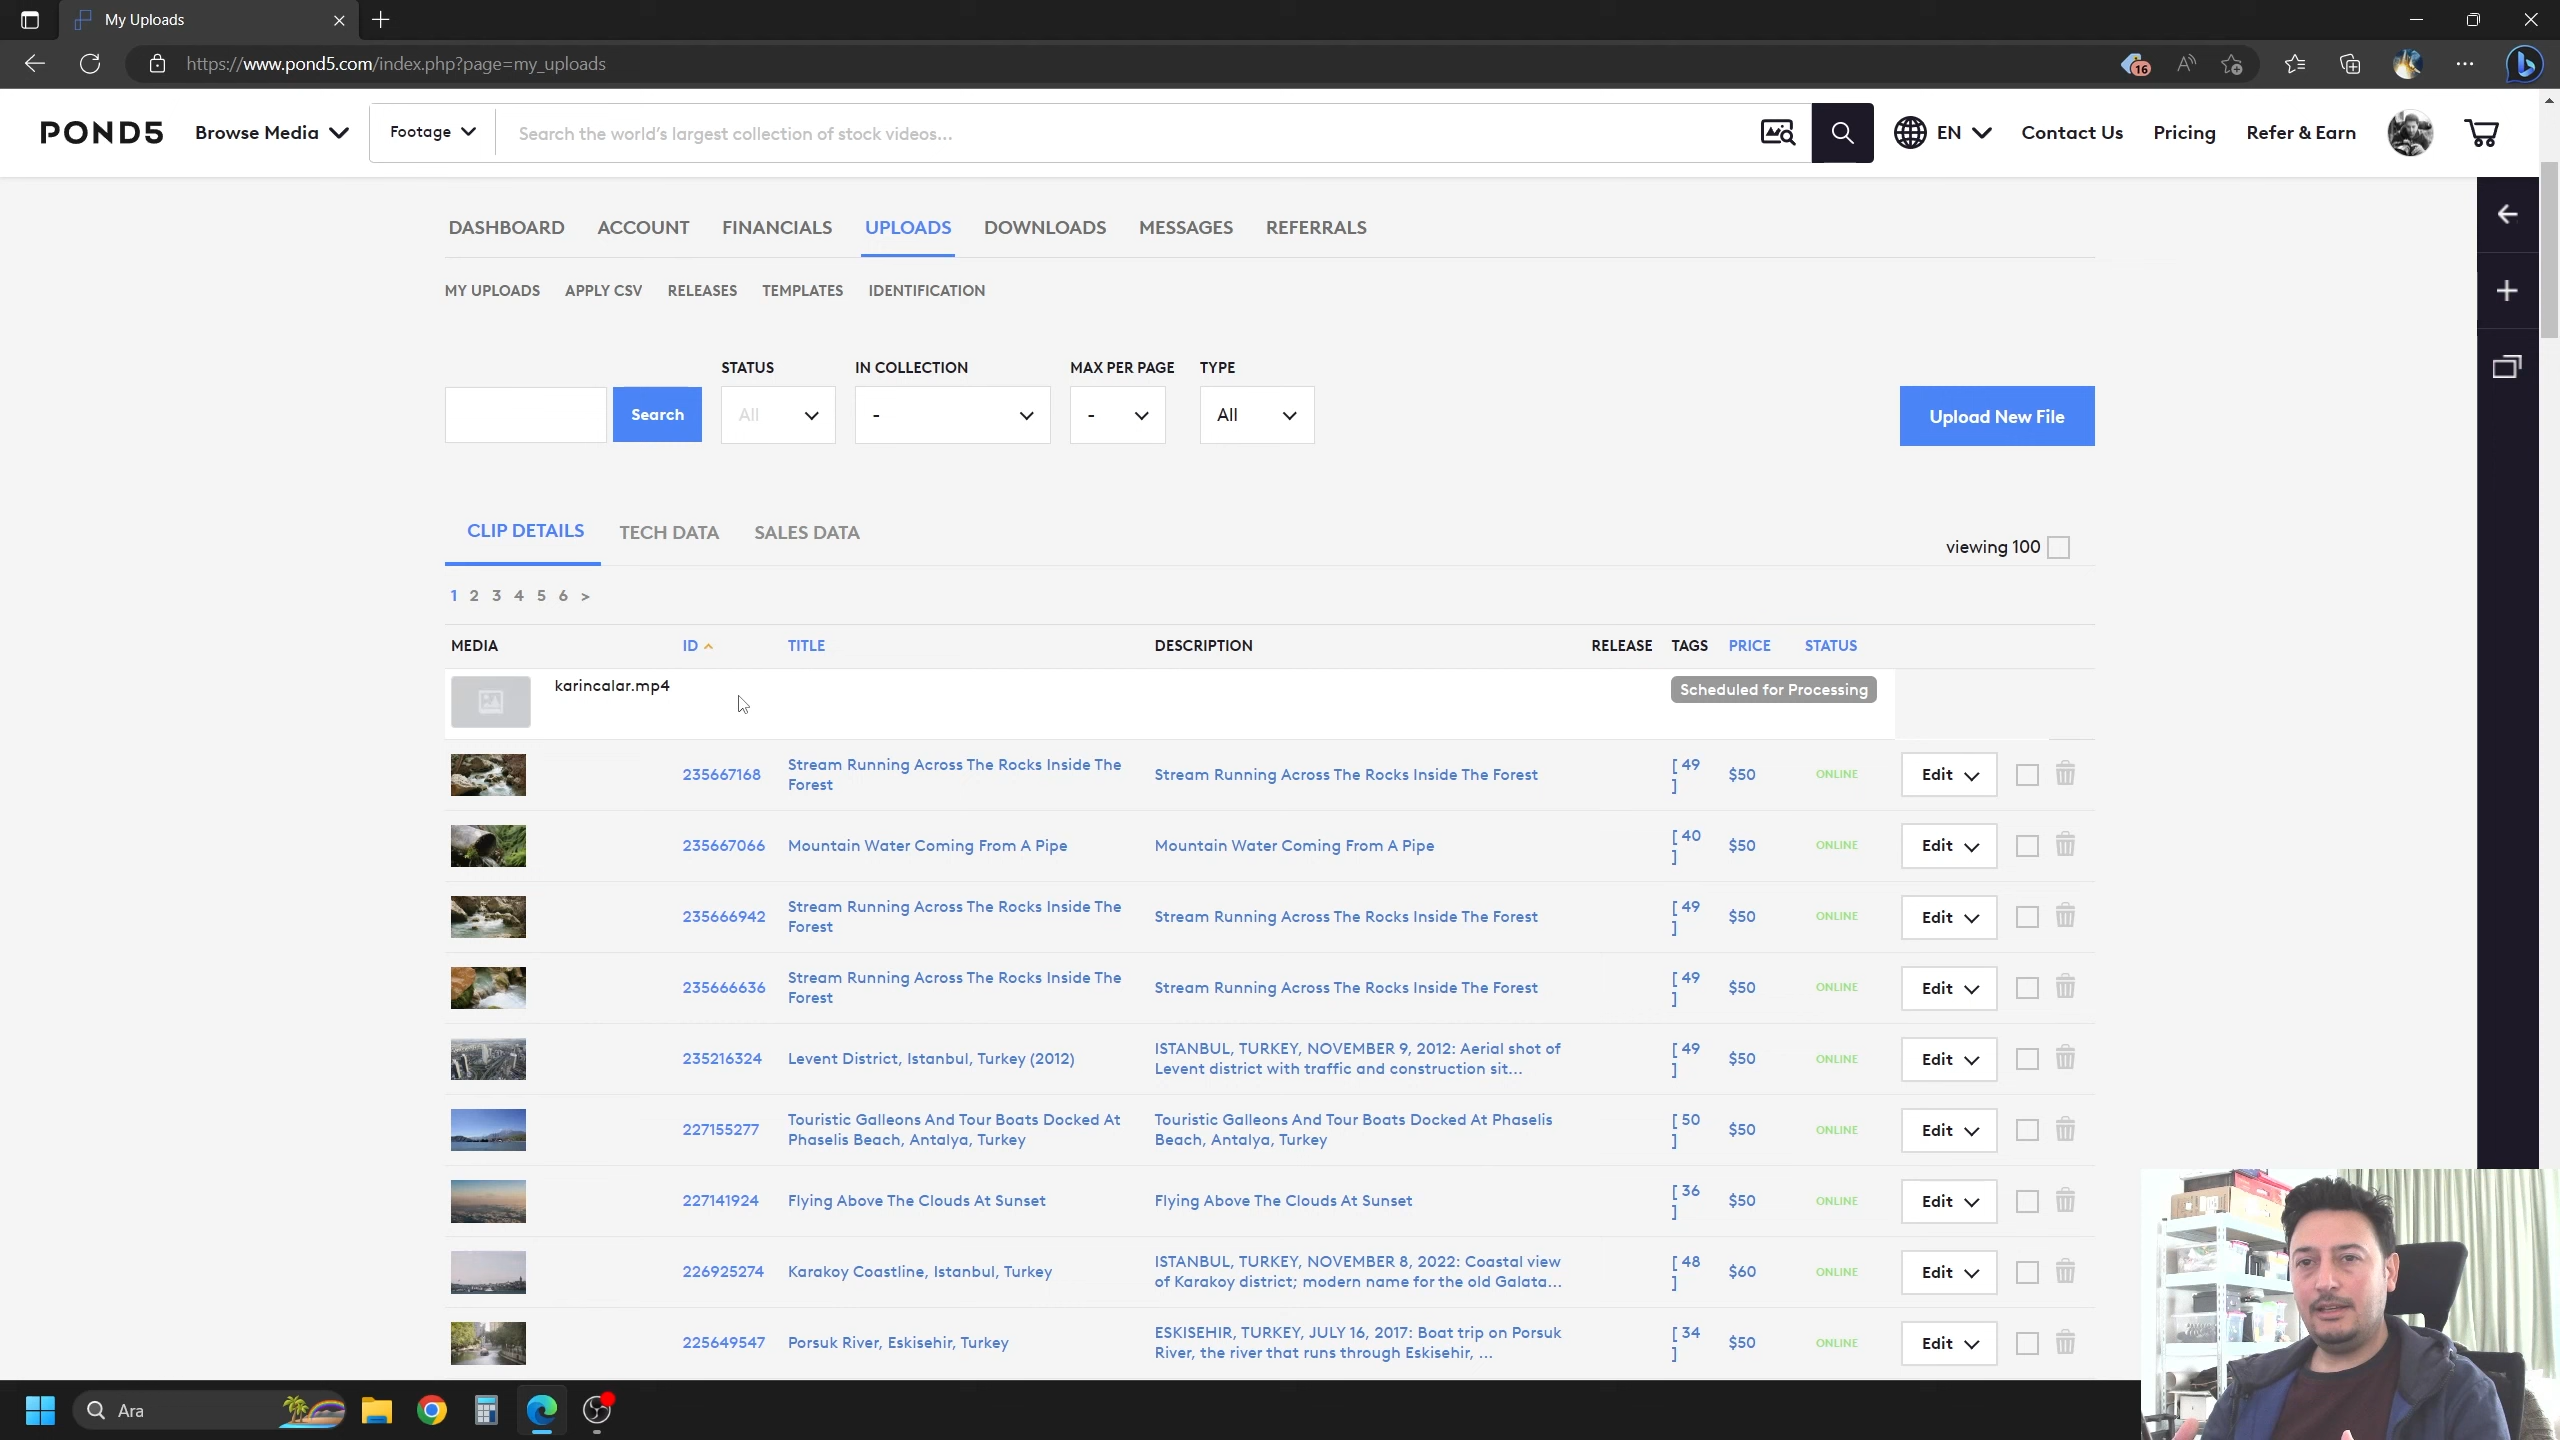 My Uploads
https://www.pond5.com/index.php?page=my_uploads
16
POND5
Browse Media
Footage
Search the world's largest collection of stock videos...
EN
Contact Us
Pricing
Refer & Earn
DASHBOARD ACCOUNT FINANCIALS UPLOADS DOWNLOADS MESSAGES REFERRALS
MY UPLOADS APPLY CSV RELEASES TEMPLATES IDENTIFICATION
STATUS IN COLLECTION MAX PER PAGE TYPE
Search All - - All Upload New File
CLIP DETAILS TECH DATA SALES DATA
viewing 100
1 2 3 4 5 6 >
MEDIA ID TITLE DESCRIPTION RELEASE TAGS PRICE STATUS
karincalar.mp4 Scheduled for Processing
235667168
Stream Running Across The Rocks Inside The
Forest
Stream Running Across The Rocks Inside The Forest
[ 49
]
$50 ONLINE Edit
235667066
Mountain Water Coming From A Pipe
Mountain Water Coming From A Pipe
[ 40
]
$50 ONLINE Edit
235666942
Stream Running Across The Rocks Inside The
Forest
Stream Running Across The Rocks Inside The Forest
[ 49
]
$50 ONLINE Edit
235666636
Stream Running Across The Rocks Inside The
Forest
Stream Running Across The Rocks Inside The Forest
[ 49
]
$50 ONLINE Edit
235216324
Levent District, Istanbul, Turkey (2012)
ISTANBUL, TURKEY, NOVEMBER 9, 2012: Aerial shot of
Levent district with traffic and construction sit...
[ 49
]
$50 ONLINE Edit
227155277
Touristic Galleons And Tour Boats Docked At
Phaselis Beach, Antalya, Turkey
Touristic Galleons And Tour Boats Docked At Phaselis
Beach, Antalya, Turkey
[ 50
]
$50 ONLINE Edit
227141924
Flying Above The Clouds At Sunset
Flying Above The Clouds At Sunset
[ 36
]
$50 ONLINE Edit
226925274
Karakoy Coastline, Istanbul, Turkey
ISTANBUL, TURKEY, NOVEMBER 8, 2022: Coastal view
of Karakoy district; modern name for the old Galata...
[ 48
]
$60 ONLINE Edit
225649547
Porsuk River, Eskisehir, Turkey
ESKISEHIR, TURKEY, JULY 16, 2017: Boat trip on Porsuk
River, the river that runs through Eskisehir, ...
[ 34
]
$50 ONLINE Edit
Ara